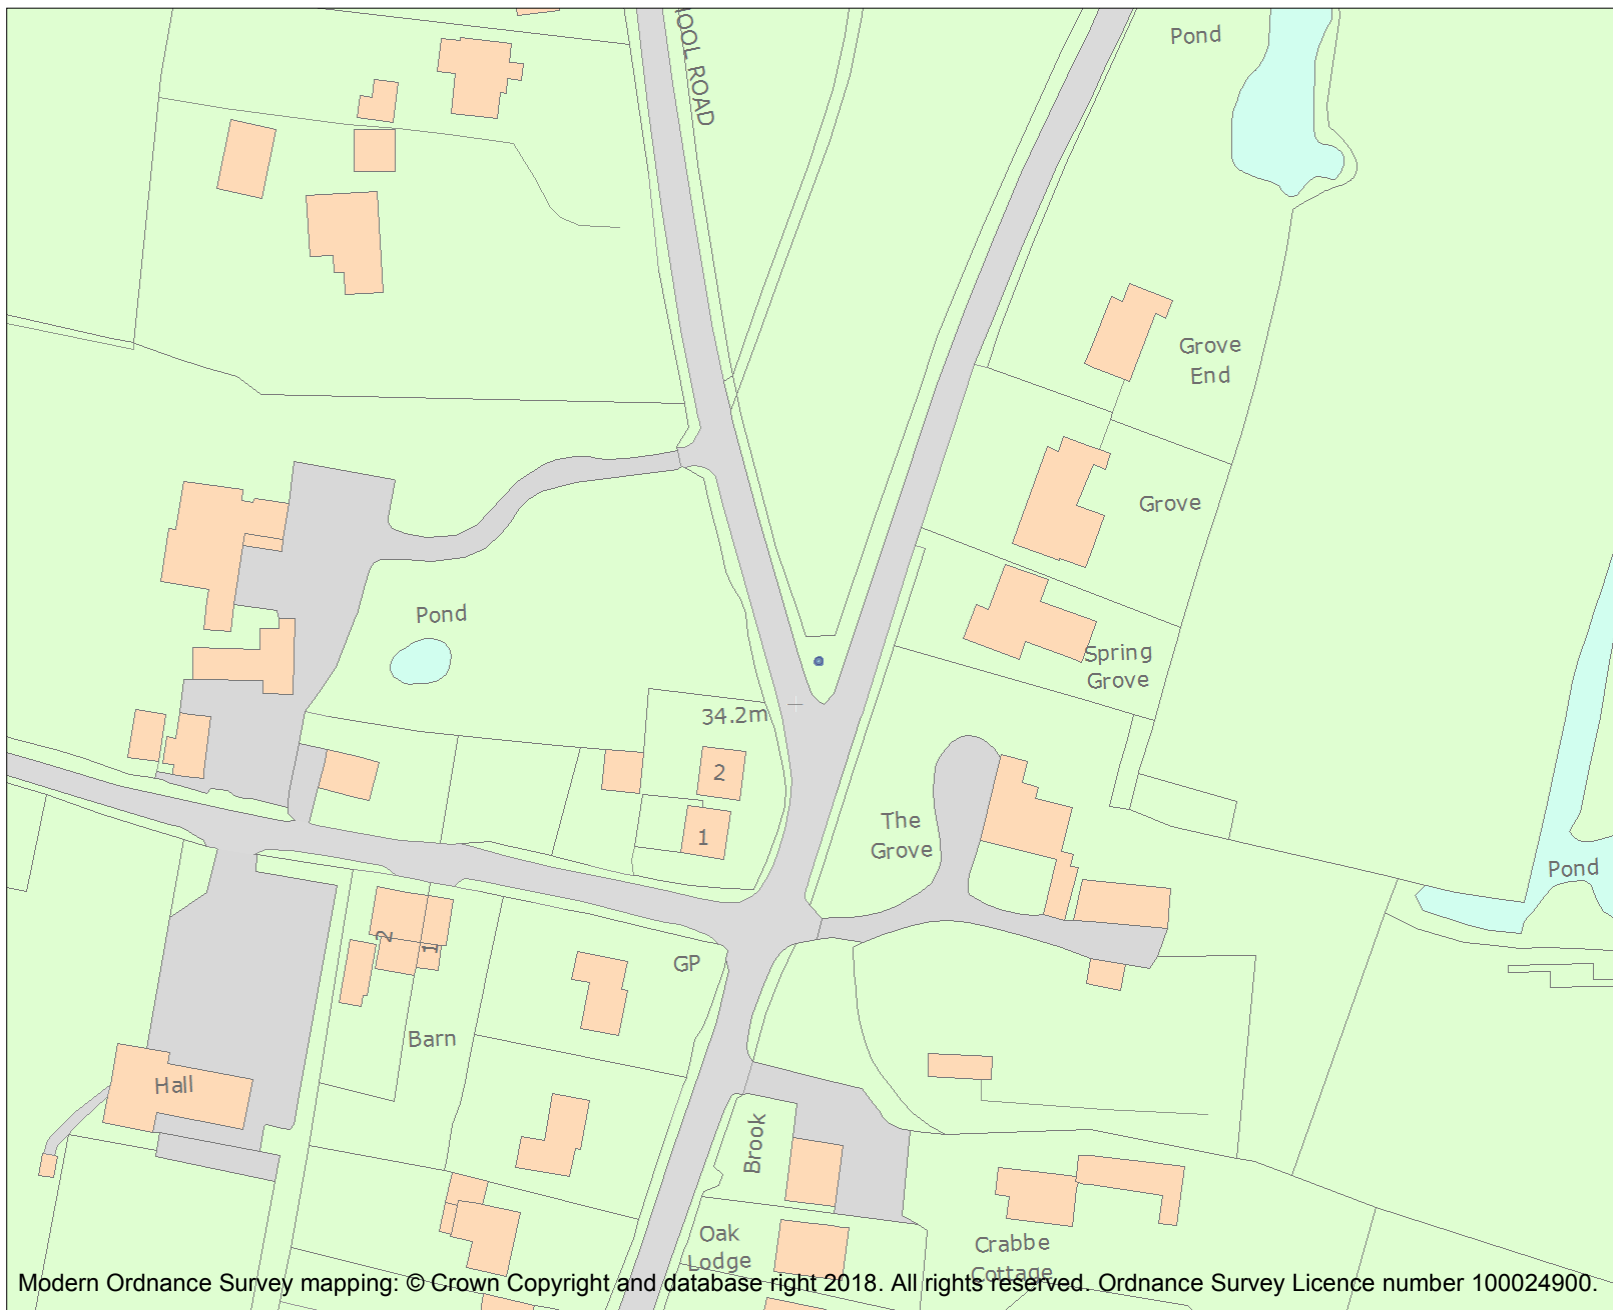 HOOL ROAD
Pond
Grove
End
Grove
Pond
Spring
Grove
34.2m
2
1
The
Grove
Pond
2
1
GP
Barn
Hall
Brook
Oak
Lodge
Crabbe
Cottage
Modern Ordnance Survey mapping: © Crown Copyright and database right 2018. All rights reserved. Ordnance Survey Licence number 100024900.